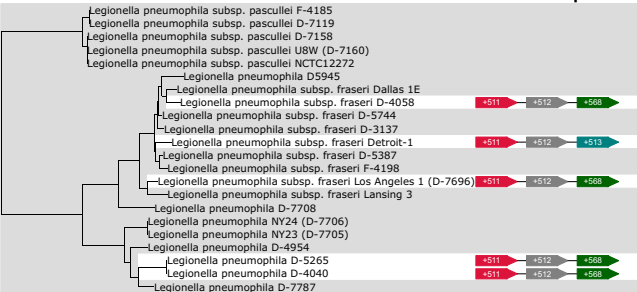 Legionella pneumophila subsp. pascullei F-4185
Legionella pneumophila subsp. pascullei D-7119
Legionella pneumophila subsp. pascullei D-7158
Legionella pneumophila subsp. pascullei U8W (D-7160)
Legionella pneumophila subsp. pascullei NCTC12272
Legionella pneumophila D5945
Legionella pneumophila subsp. fraseri Dallas 1E
Legionella pneumophila subsp. fraseri D-4058 +511 +512 +568
Legionella pneumophila subsp. fraseri D-5744
Legionella pneumophila subsp. fraseri D-3137
Legionella pneumophila subsp. fraseri Detroit-1 +511 +512 +513
Legionella pneumophila subsp. fraseri D-5387
Legionella pneumophila subsp. fraseri F-4198
Legionella pneumophila subsp. fraseri Los Angeles 1 (D-7696) +511 +512 +568
Legionella pneumophila subsp. fraseri Lansing 3
Legionella pneumophila D-7708
Legionella pneumophila NY24 (D-7706)
Legionella pneumophila NY23 (D-7705)
Legionella pneumophila D-4954
Legionella pneumophila D-5265 +511 +512 +568
Legionella pneumophila D-4040 +511 +512 +568
Legionella pneumophila D-7787